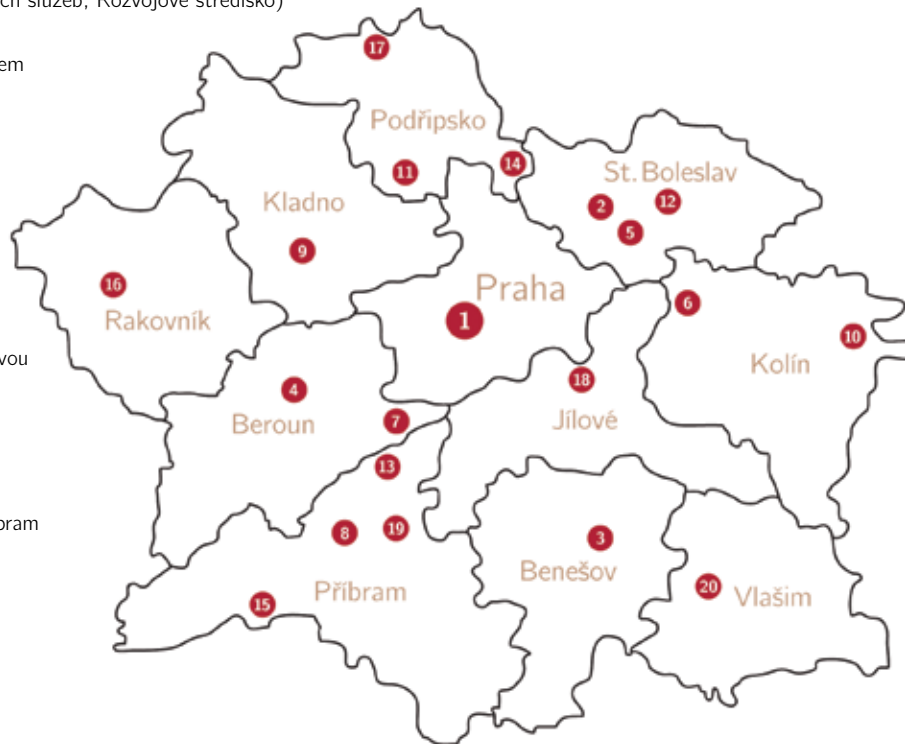 ch služeb, Rozvojové středisko)
17
em
Podřipsko
14
11
St. Boleslav
Kladno
2
12
5
9
16
Praha
6
1
Rakovník
10
vou
Kolín
18
4
7
Jílové
Beroun
13
19
bram
8
3
Benešov
20
Příbram
Vlašim
15